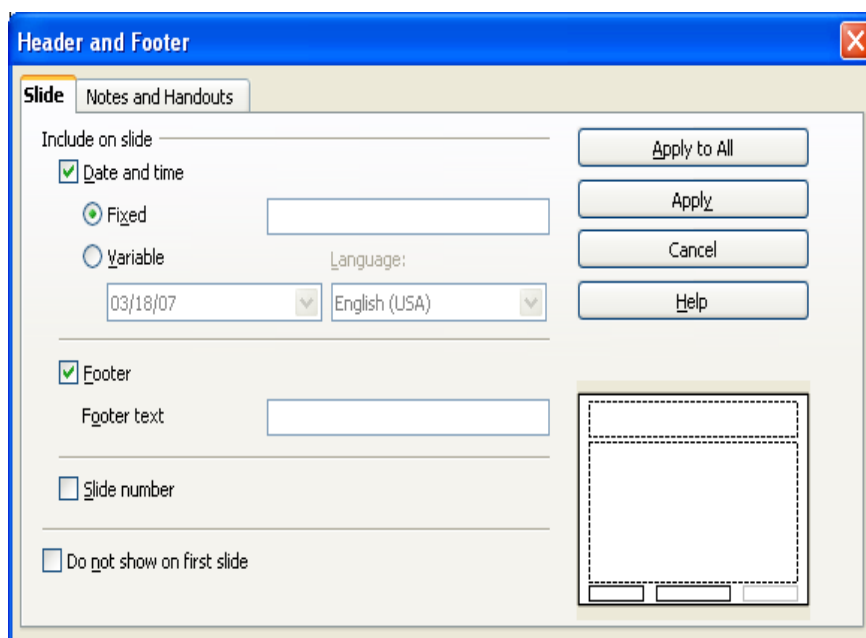 Header and Footer
Slide
Notes and Handouts
Include on slide
Apply to All
Date and time
Apply
Fixed
Variable
Language:
Cancel
03/18/07
English (USA)
Help
Footer
Footer text
Slide number
Do not show on first slide